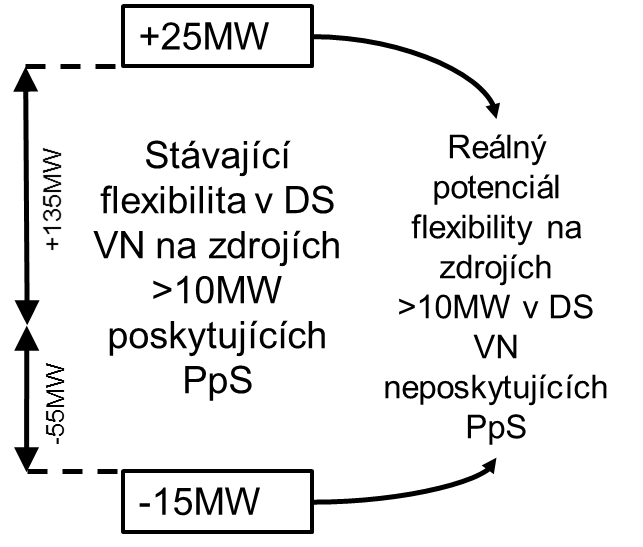 +25MW
+135MW
-55MW
Stávající
flexibilita v DS
VN na zdrojích
>10MW
poskytujících
PpS
Reálný
potenciál
flexibility na
zdrojích
>10MW v DS
VN
neposkytujících
PpS
-15MW